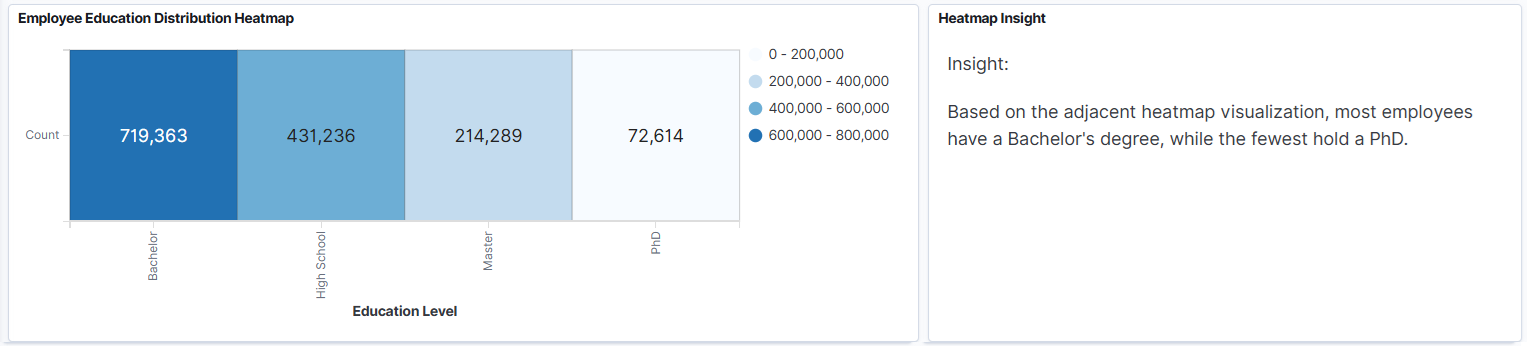 Employee Education Distribution Heatmap
Count
719,363
431,236
214,289
72,614
Bachelor
High School
Master
PhD
Education Level
0 - 200,000
200,000 - 400,000
400,000 - 600,000
600,000 - 800,000
Heatmap Insight
Insight:
Based on the adjacent heatmap visualization, most employees
have a Bachelor's degree, while the fewest hold a PhD.